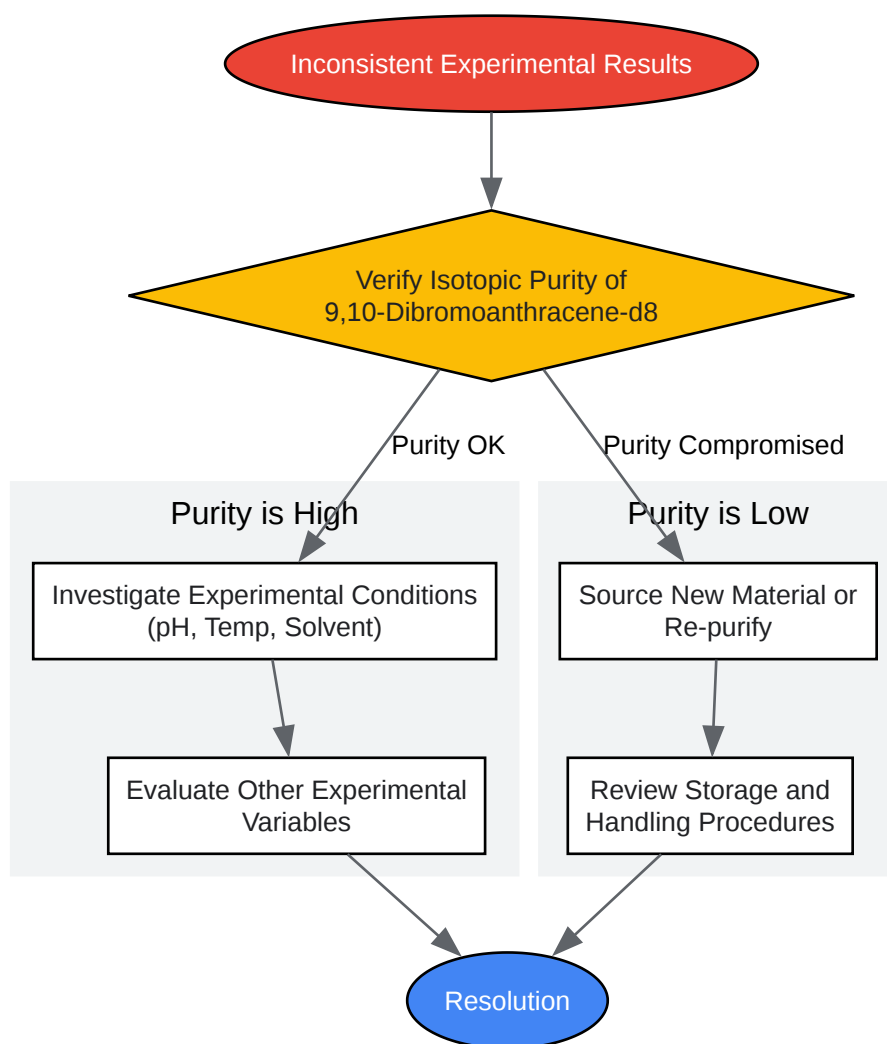 Inconsistent Experimental Results
Verify Isotopic Purity of
9,10-Dibromoanthracene-d8
Purity OK
Purity Compromised
Purity is High
Purity is Low
Investigate Experimental Conditions
(pH, Temp, Solvent)
Source New Material or
Re-purify
Evaluate Other Experimental
Variables
Review Storage and
Handling Procedures
Resolution